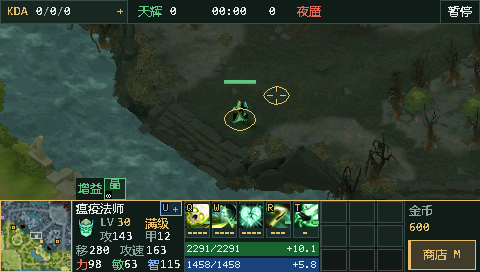 KDA 0/0/0 +
天辉 0 00:00 0 夜魇
暂停
增益
瘟疫法师 U +
LV 30 满级
攻143 甲12
移280 攻速163
力98 敏63 智115
Q W E R T
2291/2291 +10.1
1458/1458 +5.8
金币
600
商店 M